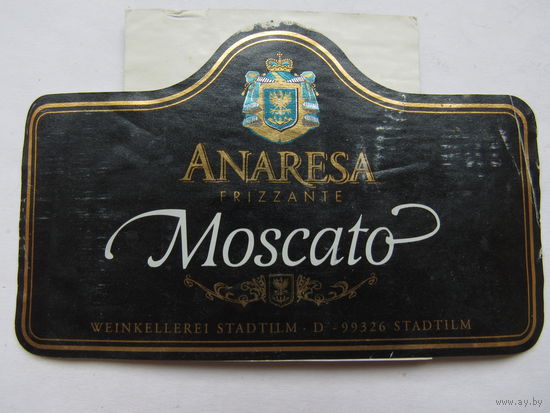 ANARESA
FRIZZANTE
Moscato
WEINKELLEREI STADTILM · D - 99326 STADTILM
www.ay.by